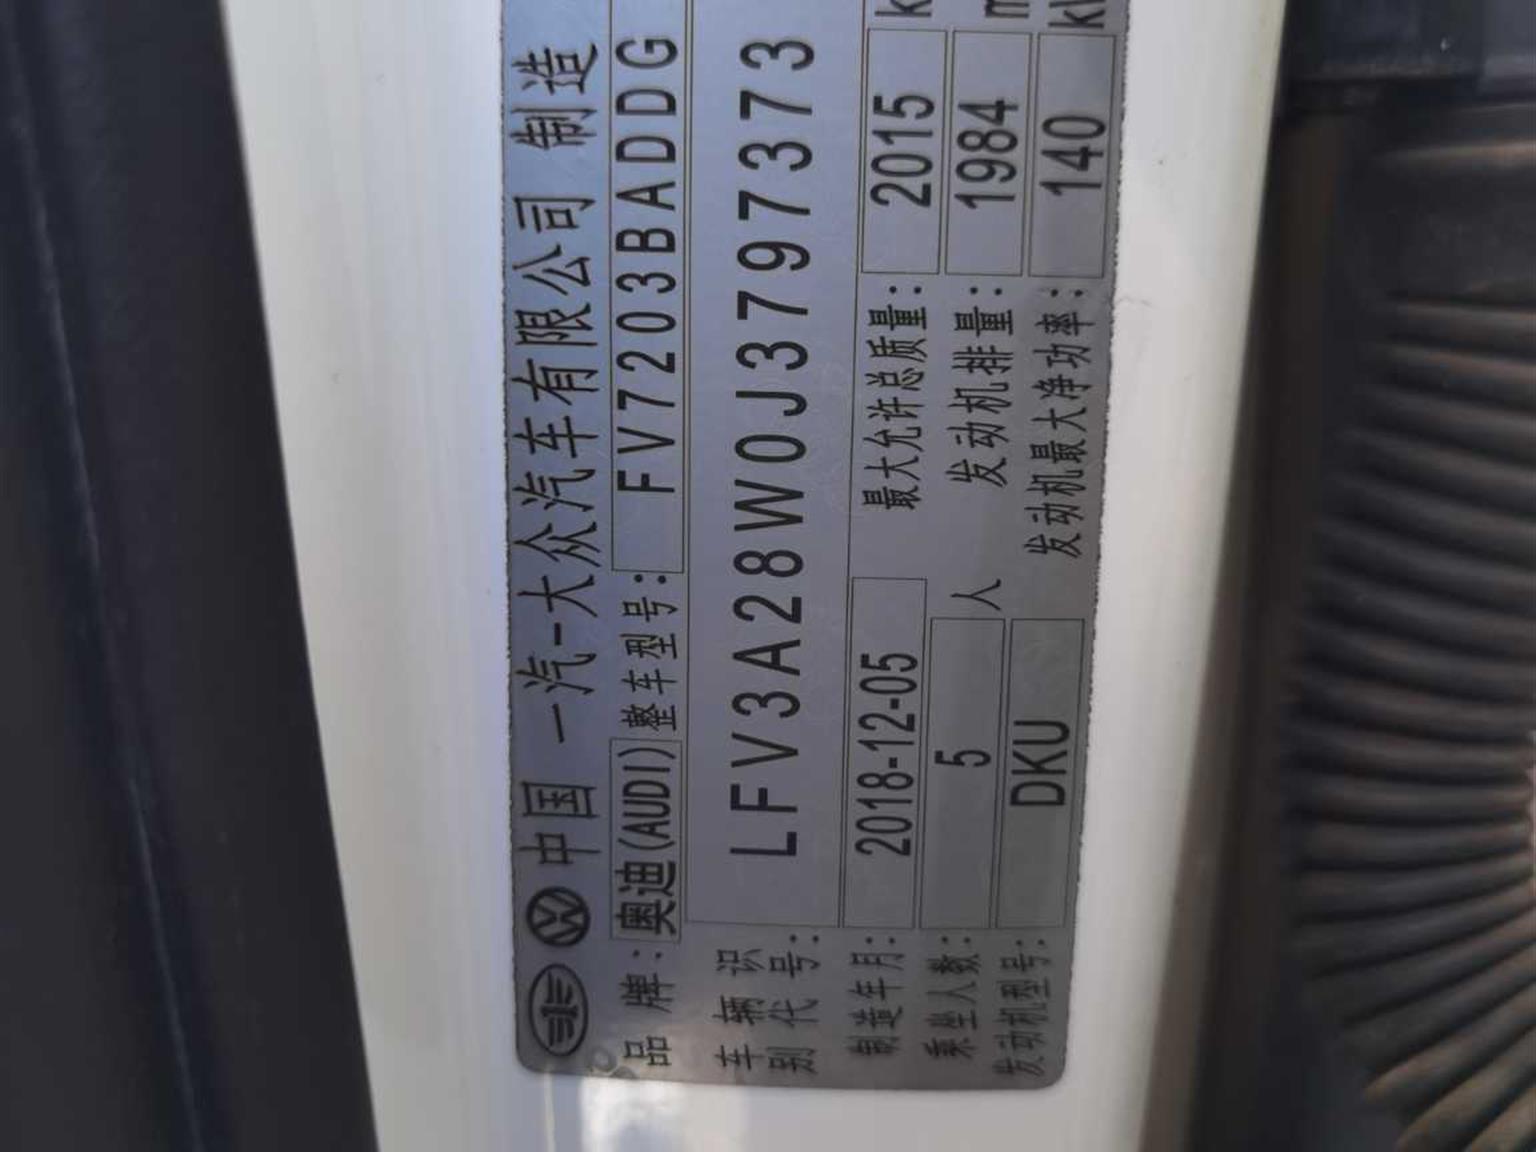 中国 一汽-大众汽车有限公司 制造
品 牌: 奥迪(AUDI) 整车型号: FV7203BADDG
车辆识别代号: LFV3A28W0J3797373
制造年月: 2018-12-05 最大允许总质量: 2015 k
乘坐人数: 5 人 发动机排量: 1984 m
发动机型号: DKU 发动机最大净功率: 140 kW